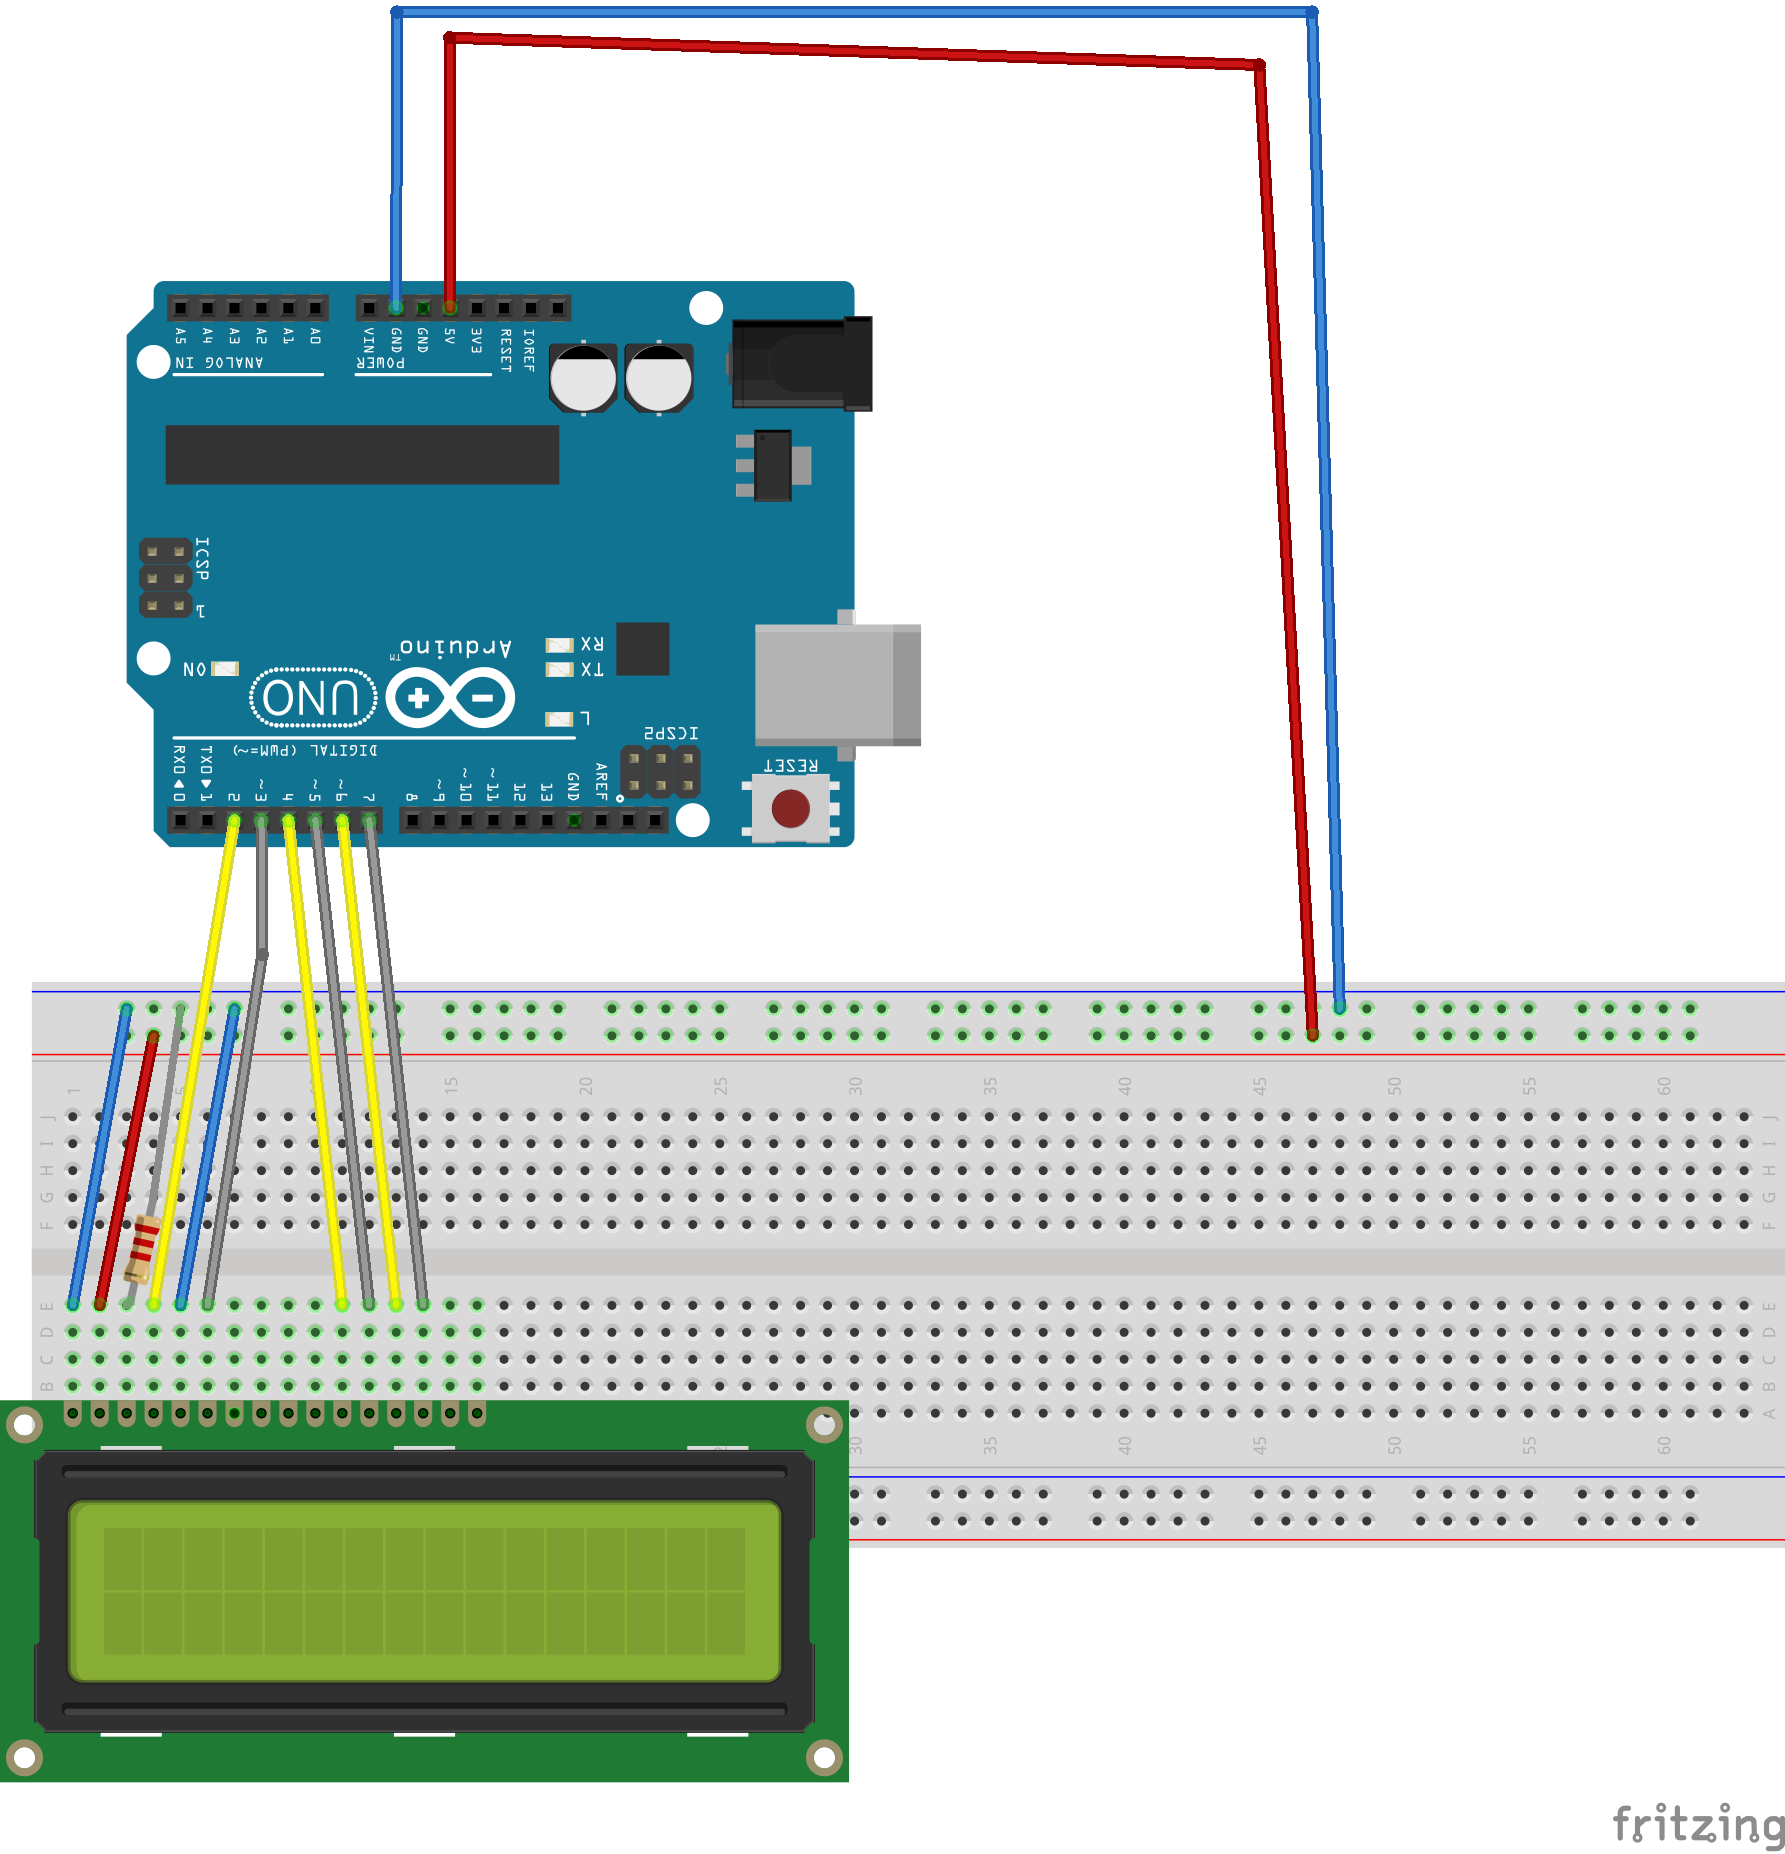 A5 A4 A3 A2 A1 A0
VIN GND GND 5V 3V3 RESET IOREF
ANALOG IN
POWER
ICSP
1
Arduino
TM
RX
TX
ON
UNO
L
ICSP2
RESET
DIGITAL (PWM=~)
RX0◄0 TX0►1 2 ~3 4 ~5 ~6 7
8 ~9 ~10 ~11 12 13 GND AREF
1 5 15 20 25 30 35 40 45 50 55 60
J J
I I
H H
G G
F F
E E
D D
C C
B B
A
30 35 40 45 50 55 60
fritzing